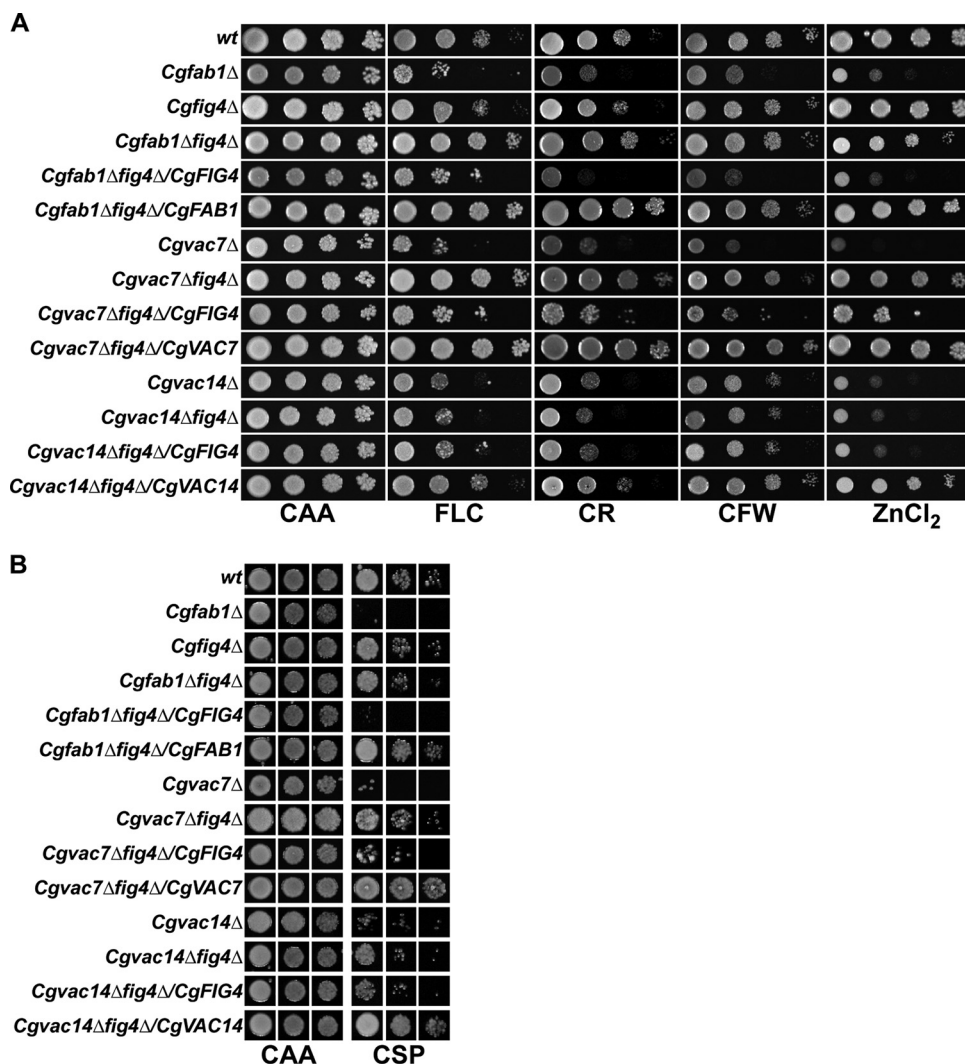 A
wt
Cgfab1Δ
Cgfig4Δ
Cgfab1Δfig4Δ
Cgfab1Δfig4Δ/CgFIG4
Cgfab1Δfig4Δ/CgFAB1
Cgvac7Δ
Cgvac7Δfig4Δ
Cgvac7Δfig4Δ/CgFIG4
Cgvac7Δfig4Δ/CgVAC7
Cgvac14Δ
Cgvac14Δfig4Δ
Cgvac14Δfig4Δ/CgFIG4
Cgvac14Δfig4Δ/CgVAC14
CAA FLC CR CFW ZnCl₂
B
wt
Cgfab1Δ
Cgfig4Δ
Cgfab1Δfig4Δ
Cgfab1Δfig4Δ/CgFIG4
Cgfab1Δfig4Δ/CgFAB1
Cgvac7Δ
Cgvac7Δfig4Δ
Cgvac7Δfig4Δ/CgFIG4
Cgvac7Δfig4Δ/CgVAC7
Cgvac14Δ
Cgvac14Δfig4Δ
Cgvac14Δfig4Δ/CgFIG4
Cgvac14Δfig4Δ/CgVAC14
CAA CSP